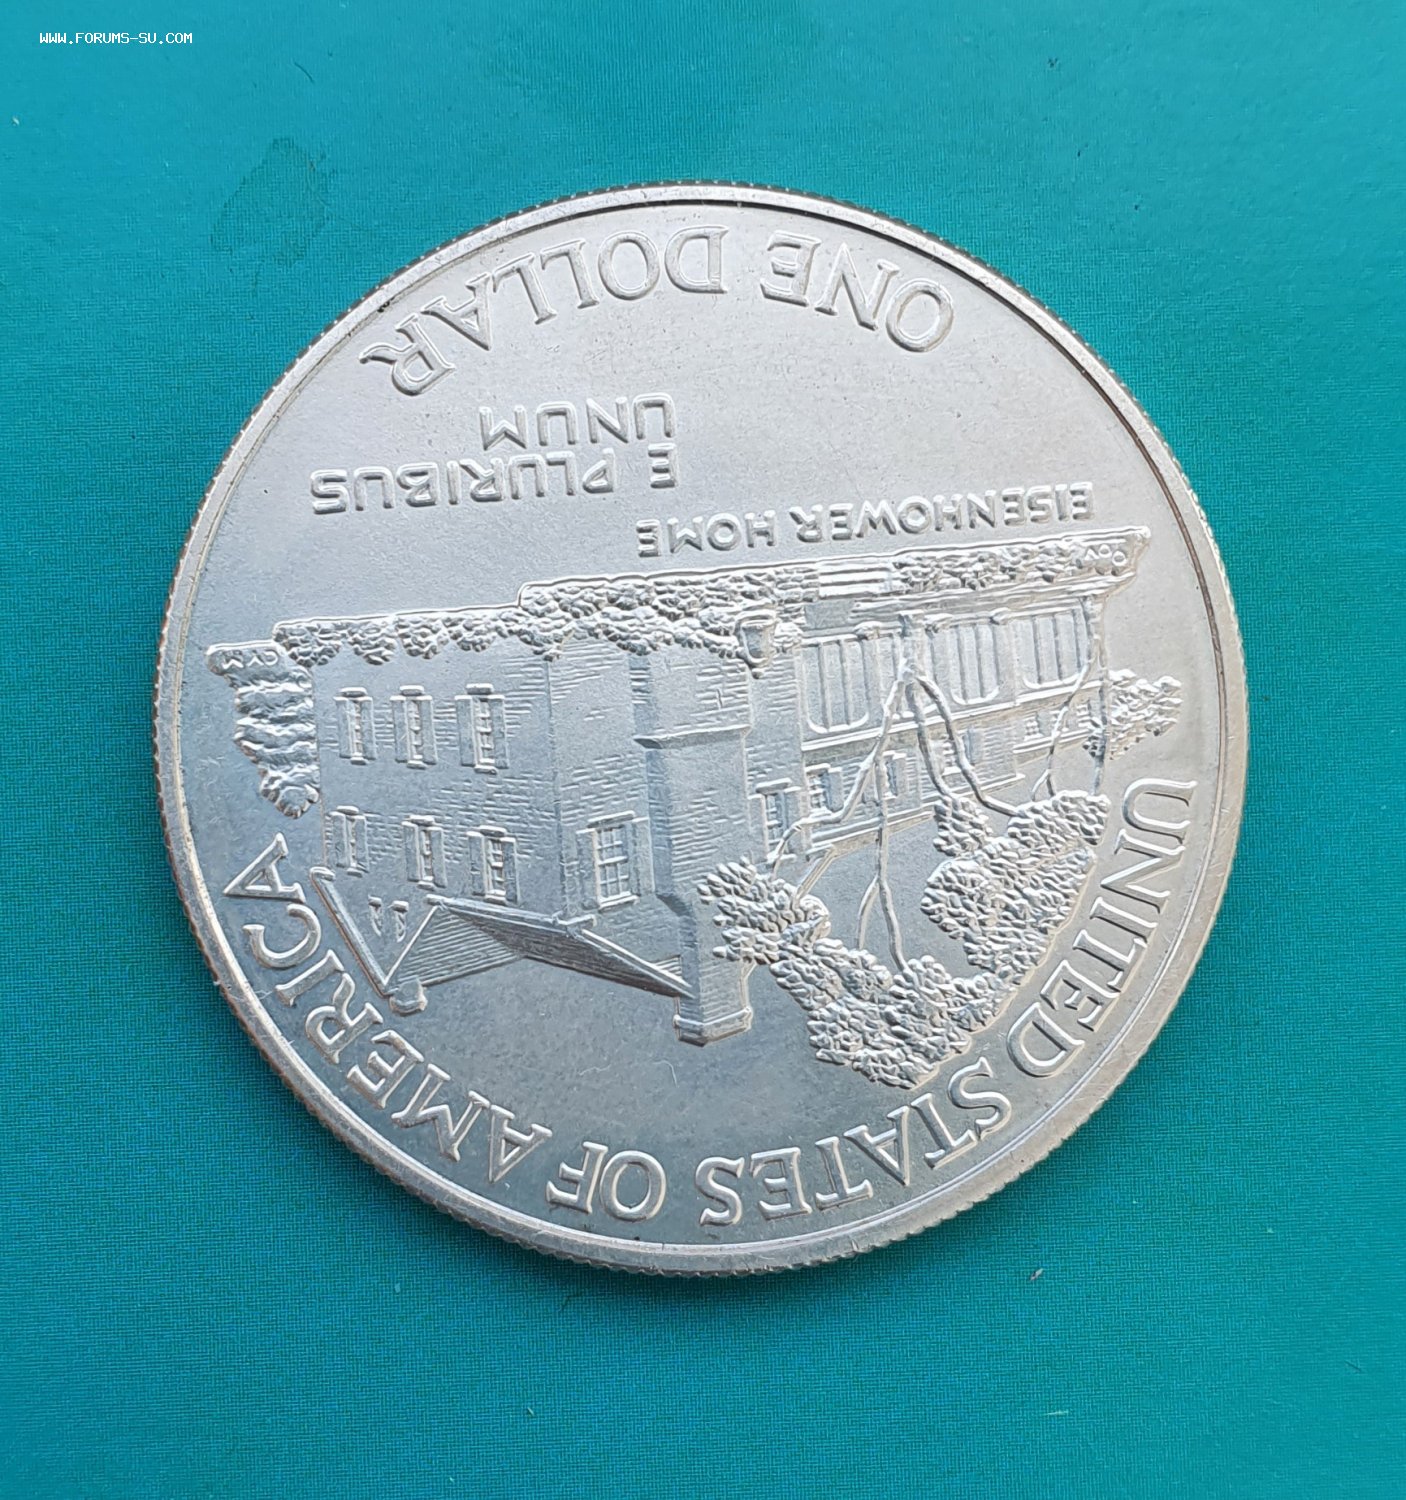 WWW.FORUMS-SU.COM
UNITED STATES OF AMERICA
EISENHOWER HOME
E PLURIBUS
UNUM
ONE DOLLAR